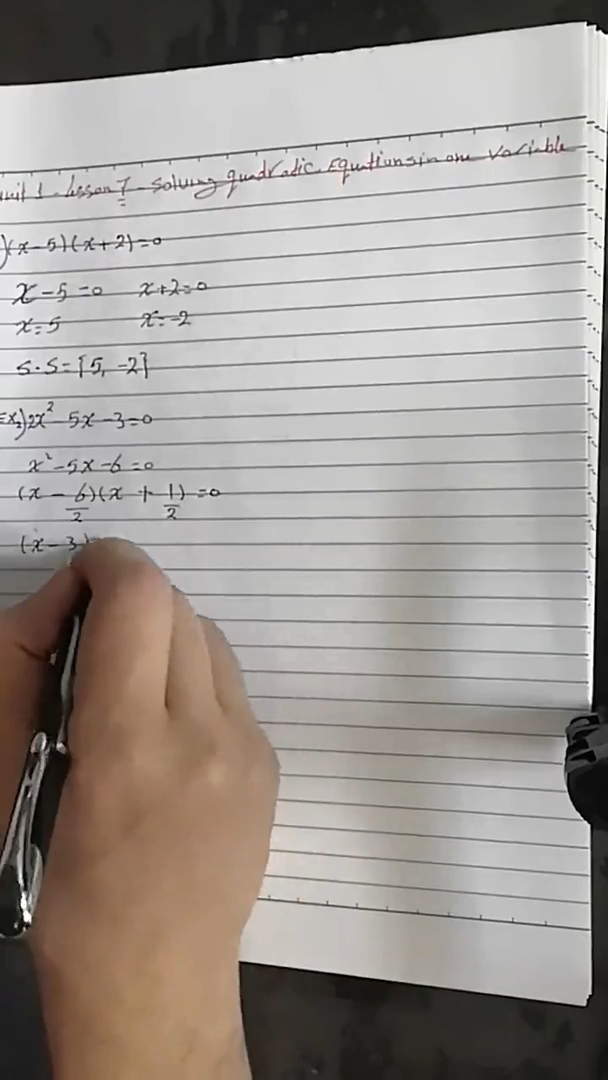 unit 1 - Lesson 7 - Solving quadradic Equations in one variable
)(x-5)(x+2)=0
x-5=0 x+2=0
x=5 x=-2
S.S={5, -2}
Ex2) 2x² - 5x - 3=0
x² - 5x - 6 = 0
(x - 6/2)(x + 1/2) = 0
(x - 3)